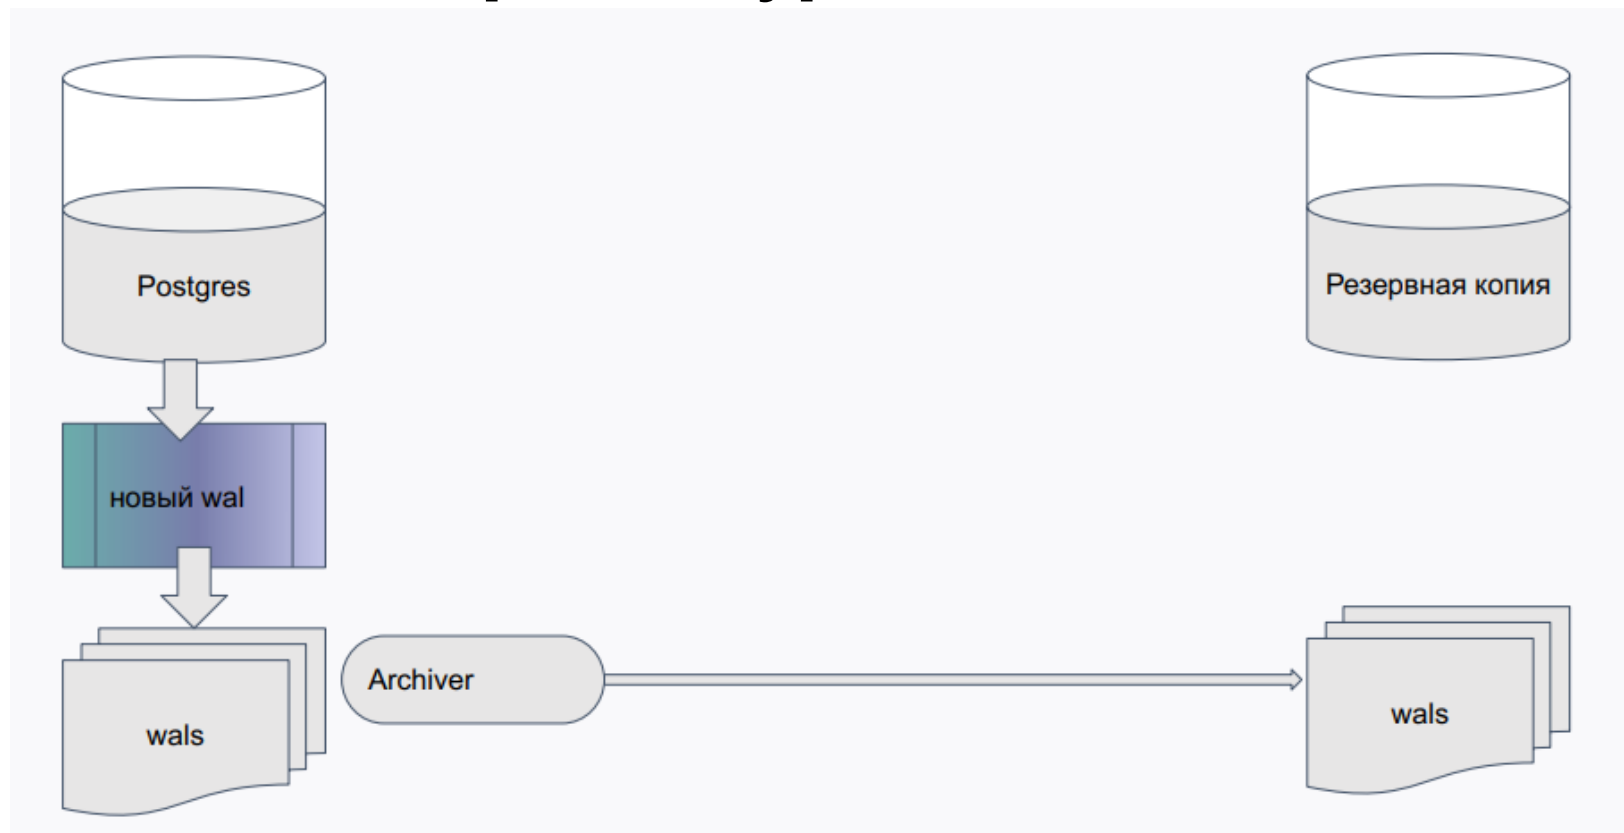 Postgres
Резервная копия
новый wal
Archiver
wals
wals